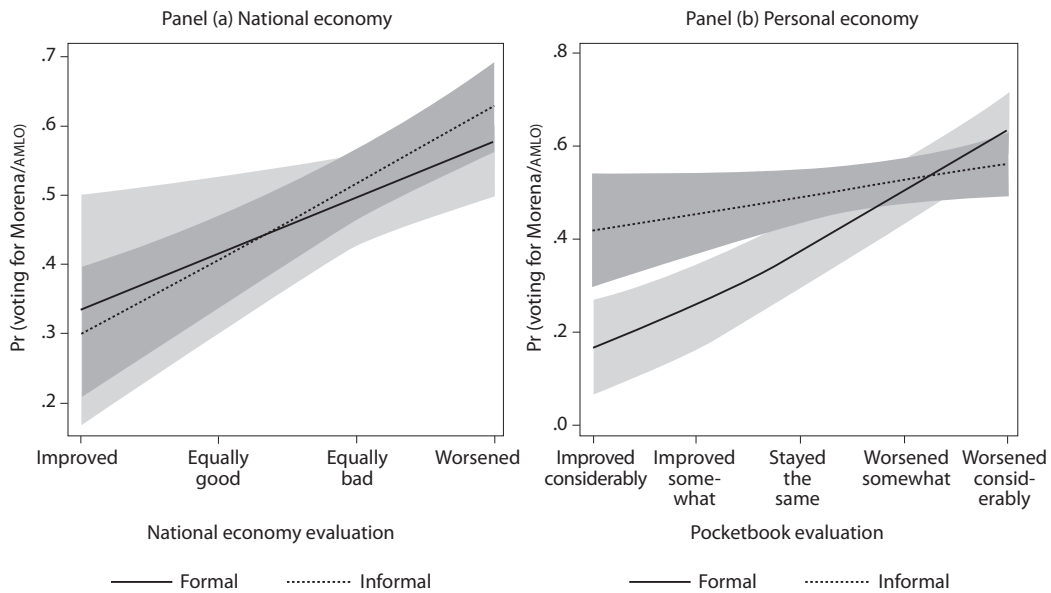 Panel (a) National economy
.7
.6
.5
.4
.3
.2
Pr (voting for Morena/AMLO)
Improved
Equally
good
Equally
bad
Worsened
National economy evaluation
Formal
Informal
Panel (b) Personal economy
.8
.6
.4
.2
.0
Pr (voting for Morena/AMLO)
Improved
considerably
Improved
some-
what
Stayed
the
same
Worsened
somewhat
Worsened
consid-
erably
Pocketbook evaluation
Formal
Informal